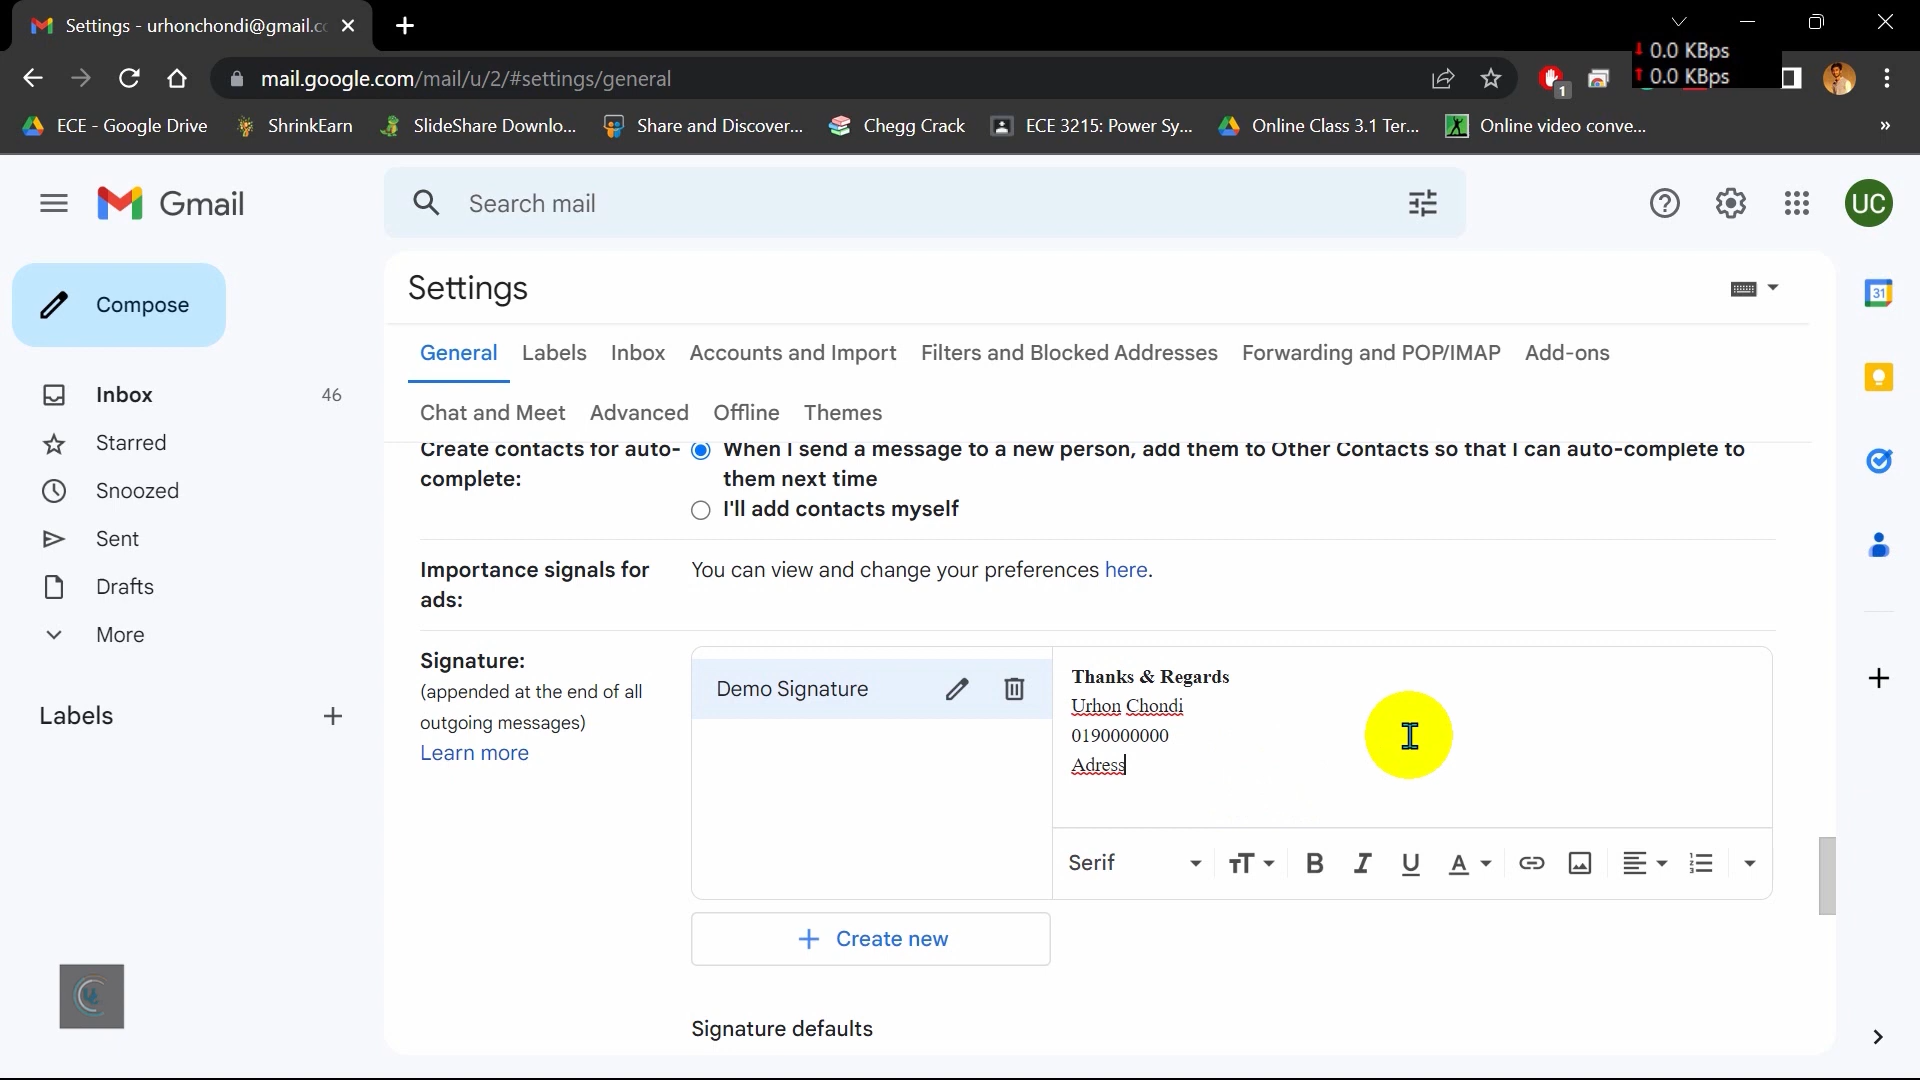 Settings - urhonchondi@gmail.cc
0.0 KBps
0.0 KBps
mail.google.com/mail/u/2/#settings/general
1
ECE - Google Drive
ShrinkEarn
SlideShare Downlo...
Share and Discover...
Chegg Crack
ECE 3215: Power Sy...
Online Class 3.1 Ter...
Online video conve...
Gmail
Search mail
UC
Compose
Settings
31
General Labels Inbox Accounts and Import Filters and Blocked Addresses Forwarding and POP/IMAP Add-ons
Chat and Meet Advanced Offline Themes
Inbox 46
Starred
Snoozed
Sent
Drafts
More
Labels
Create contacts for auto-
complete:
When I send a message to a new person, add them to Other Contacts so that I can auto-complete to
them next time
I'll add contacts myself
Importance signals for
ads:
You can view and change your preferences here.
Signature:
(appended at the end of all
outgoing messages)
Learn more
Demo Signature
Thanks & Regards
Urhon Chondi
0190000000
Adress
Serif
Create new
Signature defaults